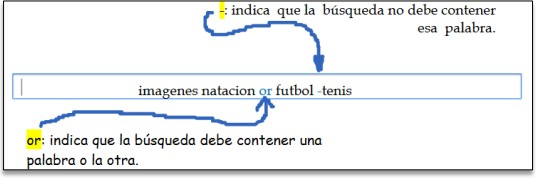 -: indica que la búsqueda no debe contener
esa palabra.
imagenes natacion or futbol -tenis
or: indica que la búsqueda debe contener una
palabra o la otra.